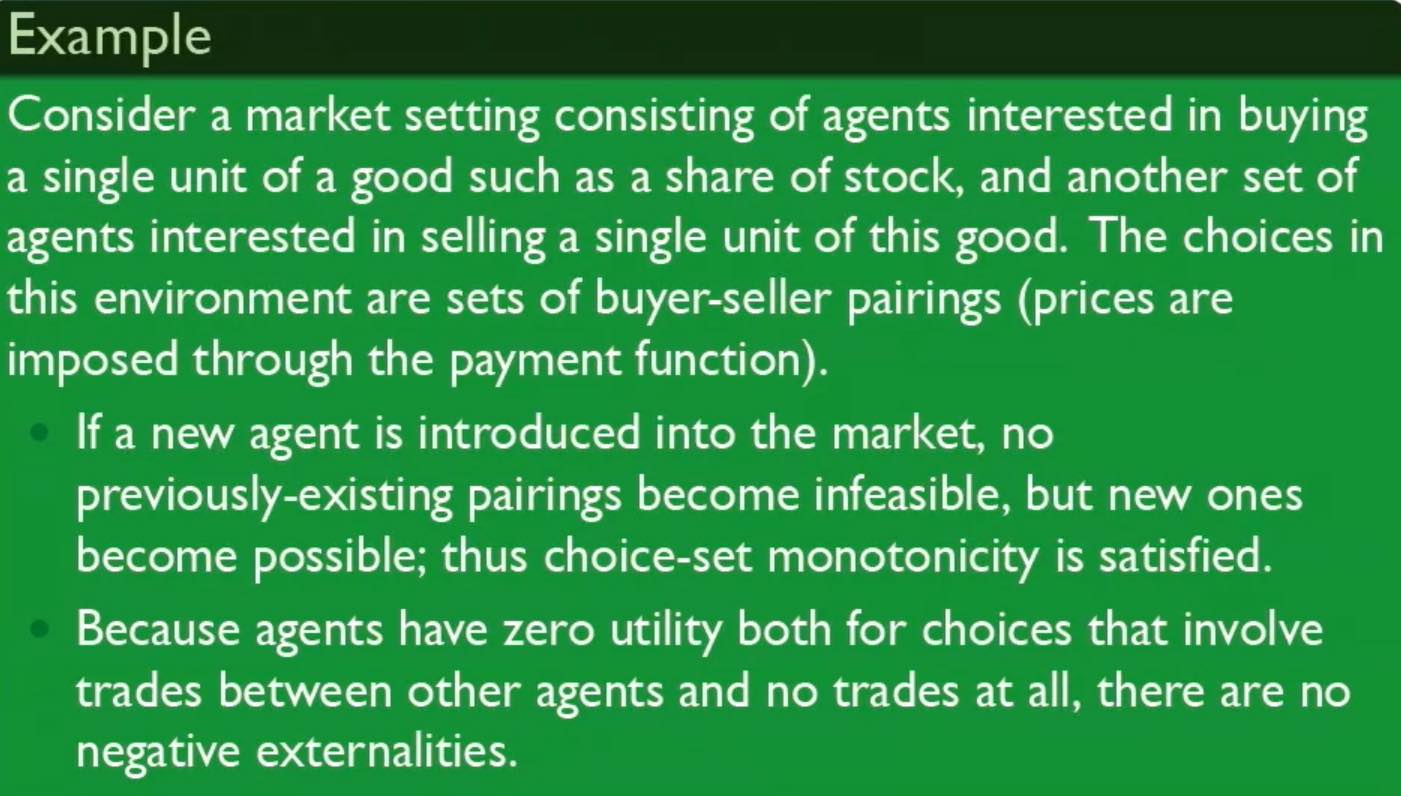 Example
Consider a market setting consisting of agents interested in buying
a single unit of a good such as a share of stock, and another set of
agents interested in selling a single unit of this good. The choices in
this environment are sets of buyer-seller pairings (prices are
imposed through the payment function).
• If a new agent is introduced into the market, no
previously-existing pairings become infeasible, but new ones
become possible; thus choice-set monotonicity is satisfied.
• Because agents have zero utility both for choices that involve
trades between other agents and no trades at all, there are no
negative externalities.